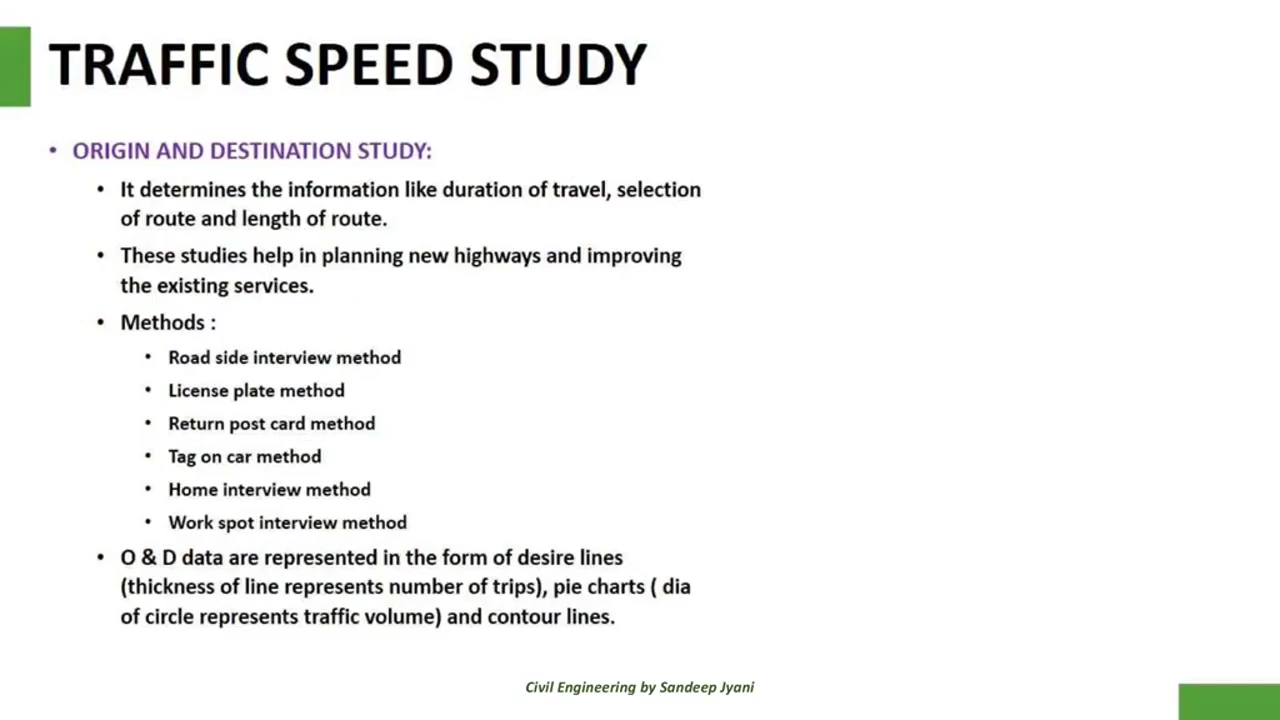 TRAFFIC SPEED STUDY
• ORIGIN AND DESTINATION STUDY:
• It determines the information like duration of travel, selection
of route and length of route.
• These studies help in planning new highways and improving
the existing services.
• Methods :
• Road side interview method
• License plate method
• Return post card method
• Tag on car method
• Home interview method
• Work spot interview method
• O & D data are represented in the form of desire lines
(thickness of line represents number of trips), pie charts ( dia
of circle represents traffic volume) and contour lines.
Civil Engineering by Sandeep Jyani